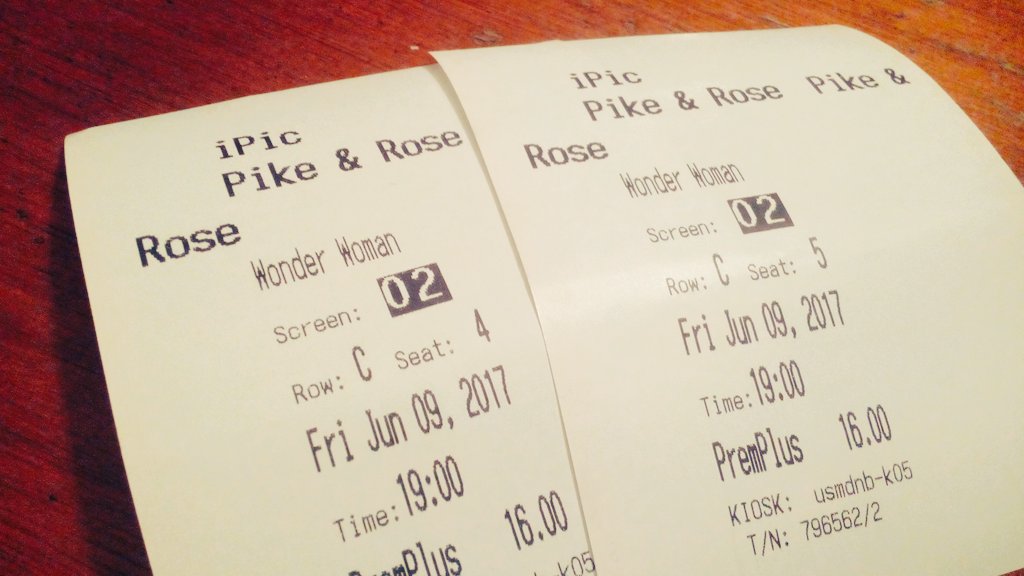 iPic
Pike & Rose
Rose
Wonder Woman
Screen: 02
Row: C Seat: 4
Fri Jun 09, 2017
Time: 19:00
PremPlus 16.00
-k05
iPic
Pike & Rose Pike &
Rose
Wonder Woman
Screen: 02
Row: C Seat: 5
Fri Jun 09, 2017
Time: 19:00
PremPlus 16.00
KIOSK: usmdnb-k05
T/N: 796562/2